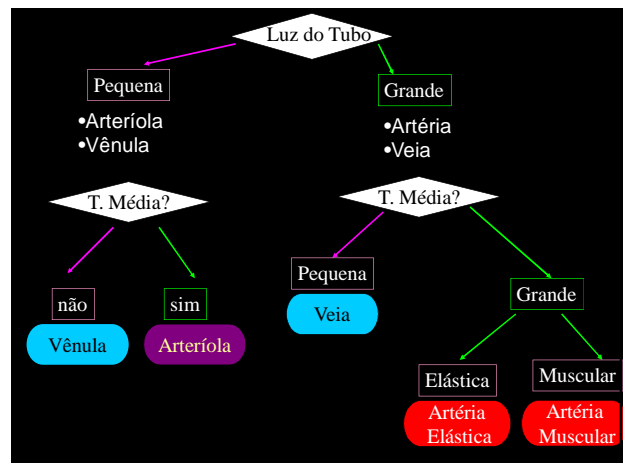 Luz do Tubo
Pequena
Grande
•Arteríola
•Vênula
•Artéria
•Veia
T. Média?
T. Média?
não
sim
Vênula
Arteríola
Pequena
Veia
Grande
Elástica
Muscular
Artéria
Elástica
Artéria
Muscular